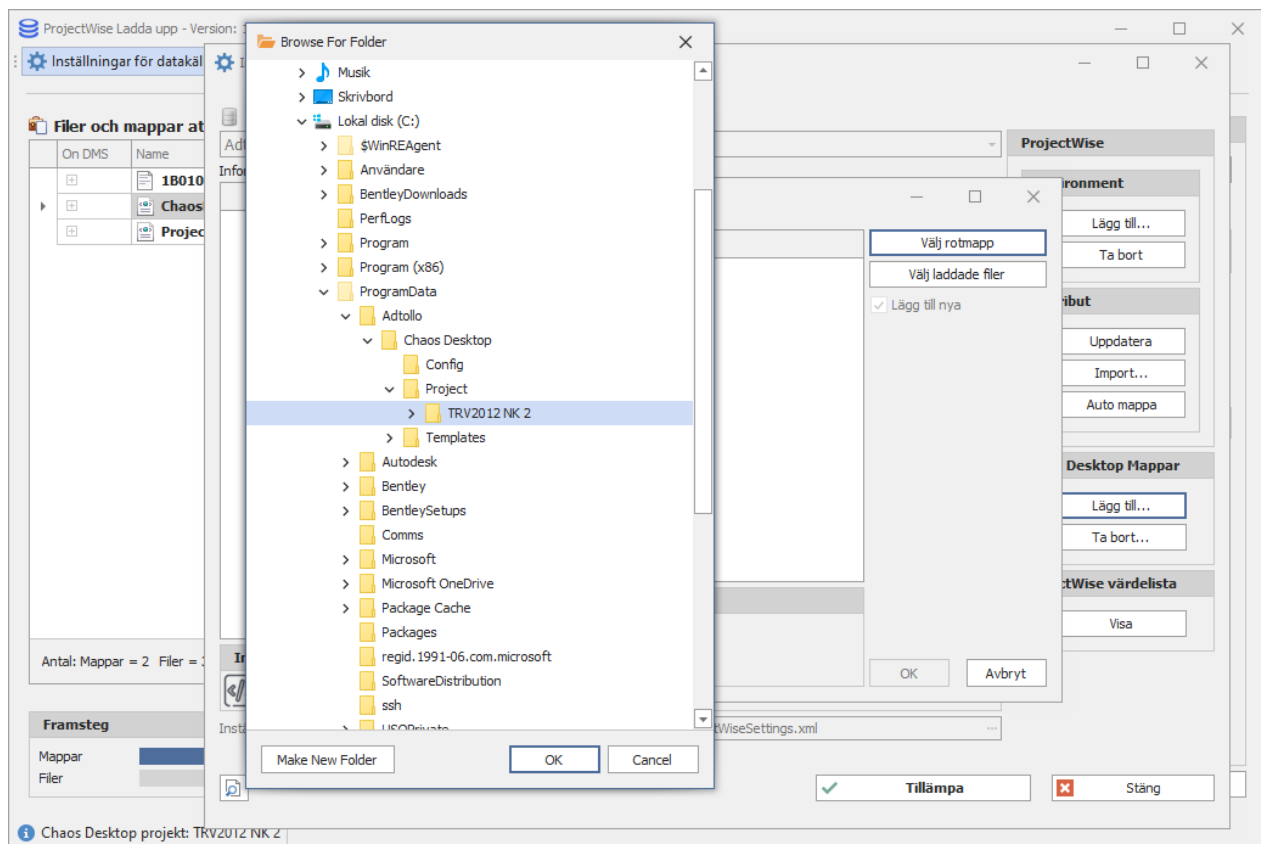 ProjectWise Ladda upp - Version:
Inställningar för datakäl
Filer och mappar at
On DMS
Name
1B010
Chaos
Projec
Antal: Mappar = 2 Filer =
Framsteg
Mappar
Filer
Chaos Desktop projekt: TRV2012 NK 2
Browse For Folder
Musik
Skrivbord
Lokal disk (C:)
$WinREAgent
Användare
BentleyDownloads
PerfLogs
Program
Program (x86)
ProgramData
Adtollo
Chaos Desktop
Config
Project
TRV2012 NK 2
Templates
Autodesk
Bentley
BentleySetups
Comms
Microsoft
Microsoft OneDrive
Package Cache
Packages
regid.1991-06.com.microsoft
SoftwareDistribution
ssh
USOPrivate
Make New Folder
OK
Cancel
Adt
Infor
Inst
tWiseSettings.xml
...
Tillämpa
Stäng
Välj rotmapp
Välj laddade filer
Lägg till nya
OK
Avbryt
ProjectWise
ironment
Lägg till...
Ta bort
ribut
Uppdatera
Import...
Auto mappa
Desktop Mappar
Lägg till...
Ta bort...
ctWise värdelista
Visa